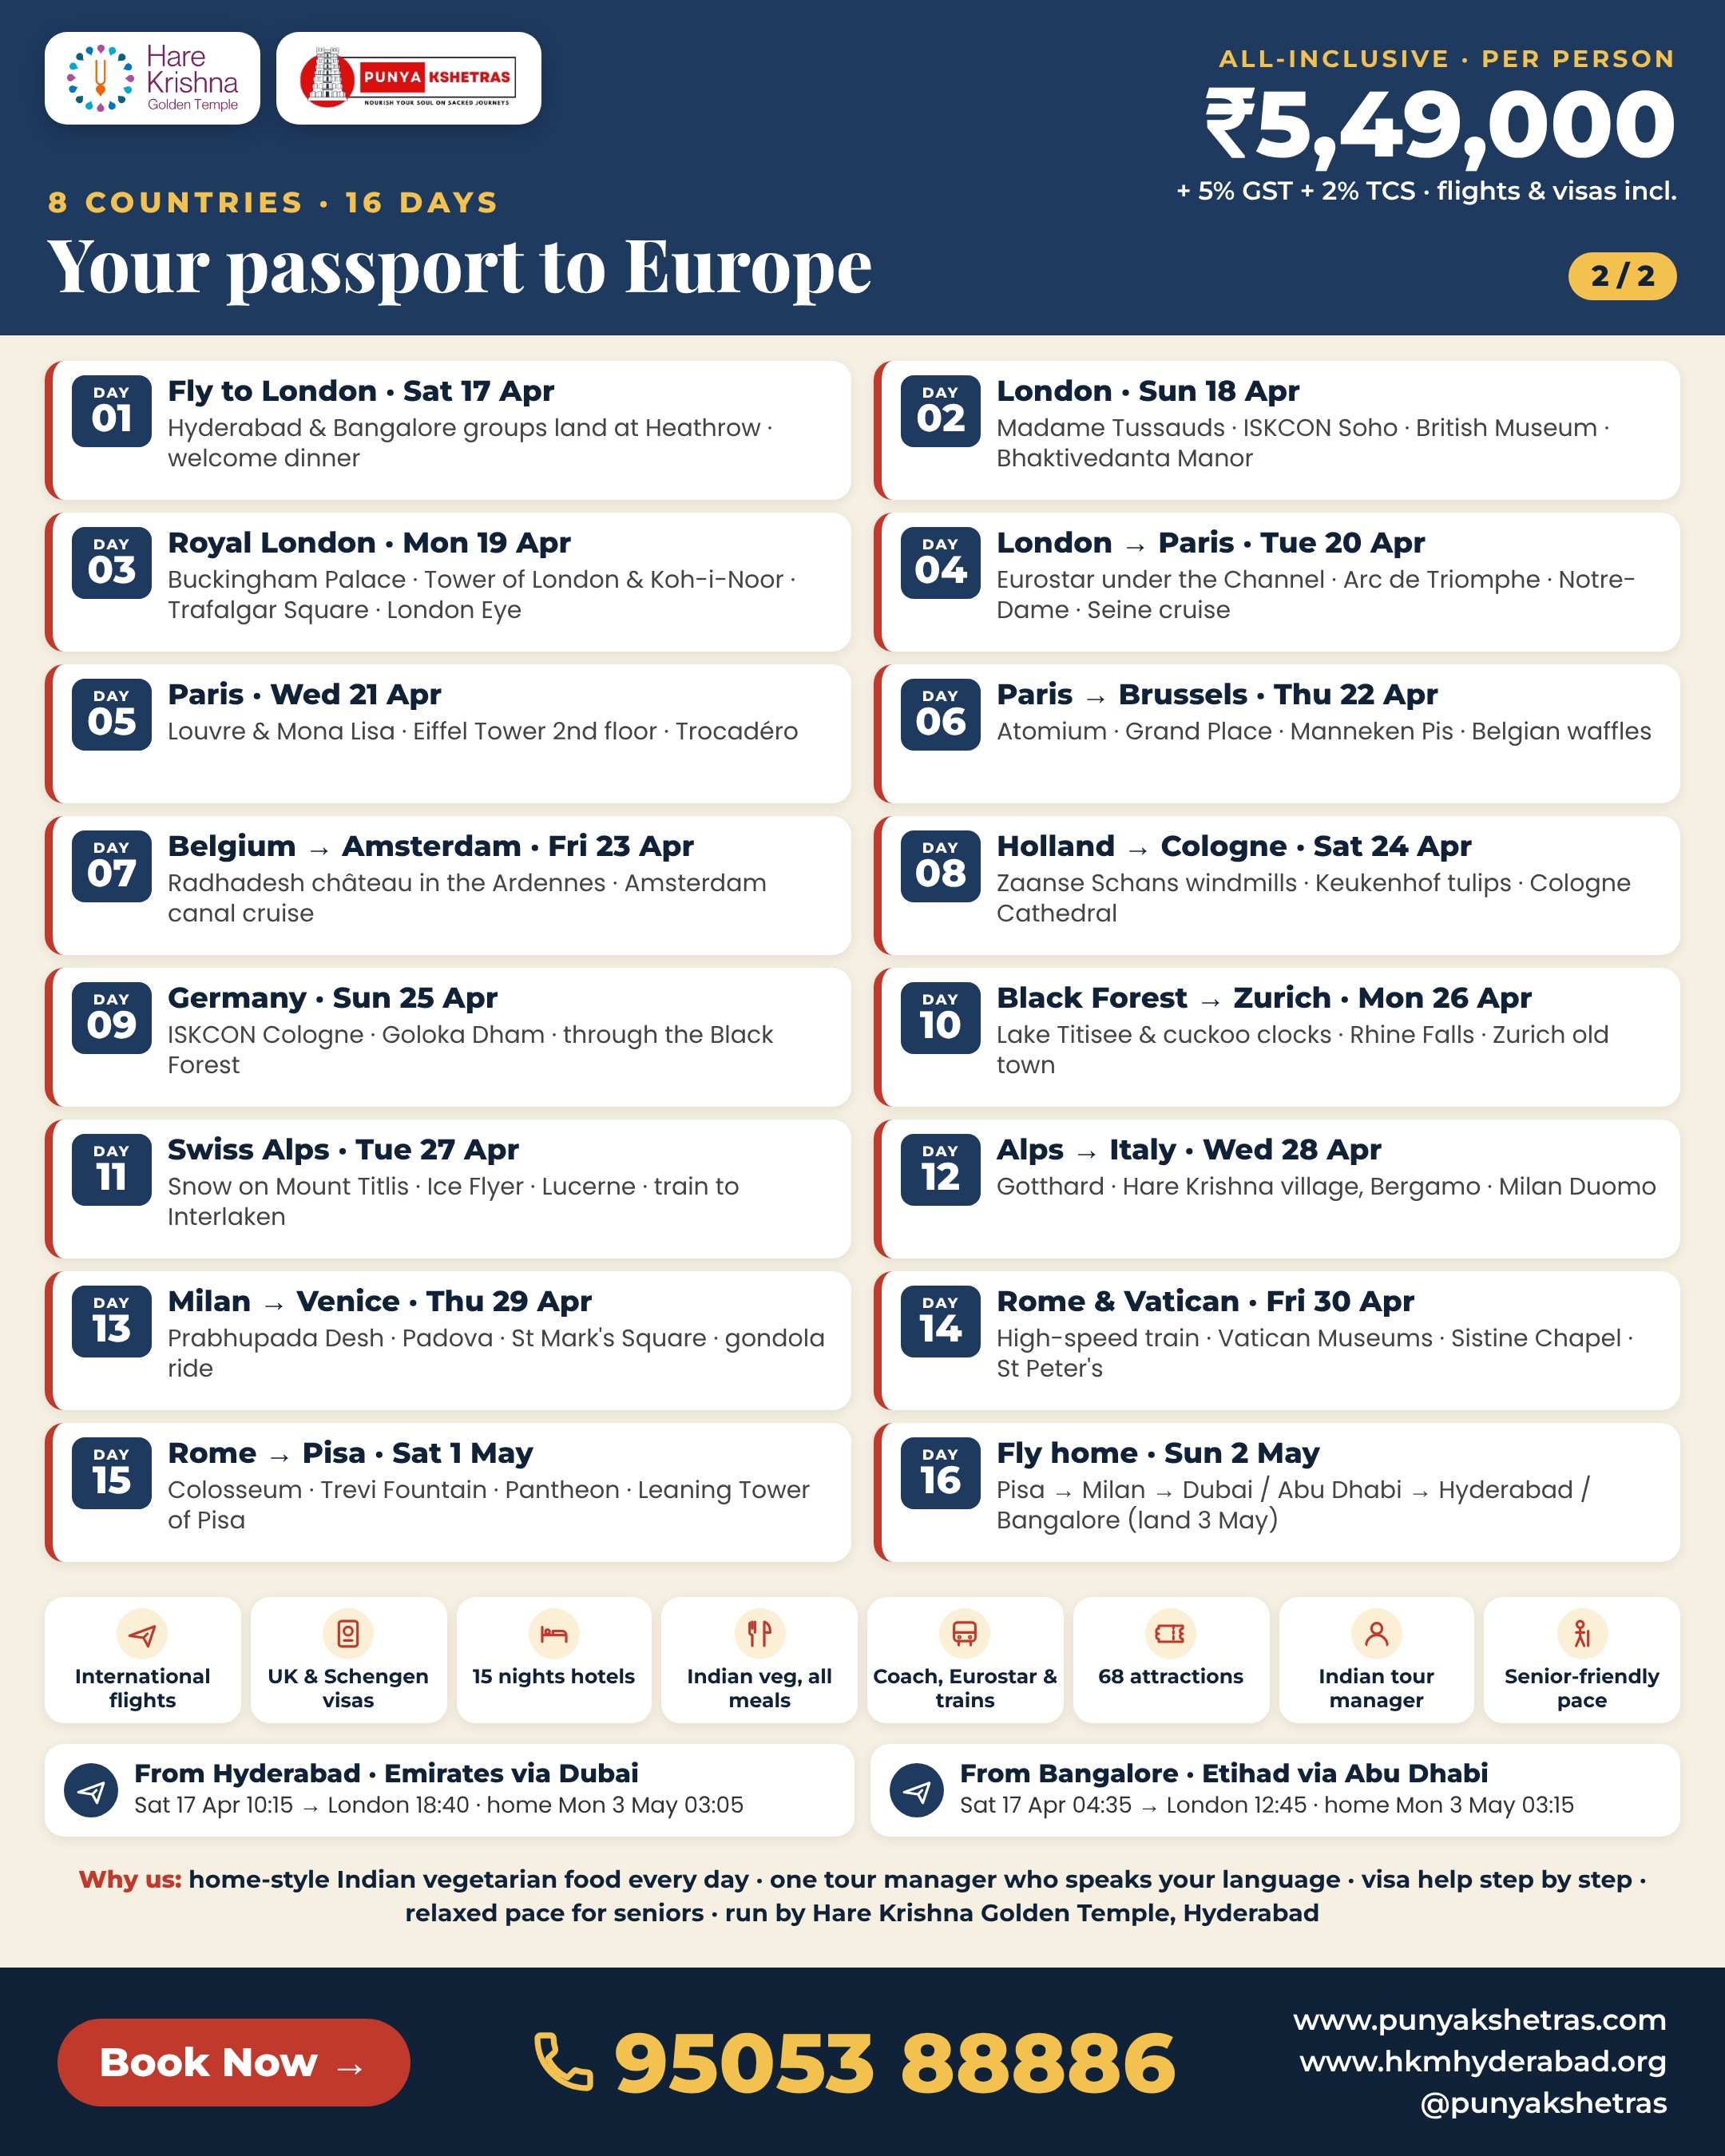 Hare
Krishna
Golden Temple
PUNYA KSHETRAS
NOURISH YOUR SOUL ON SACRED JOURNEYS
ALL-INCLUSIVE · PER PERSON
₹5,49,000
+ 5% GST + 2% TCS · flights & visas incl.
8 COUNTRIES · 16 DAYS
Your passport to Europe
2 / 2
DAY
01
Fly to London · Sat 17 Apr
Hyderabad & Bangalore groups land at Heathrow ·
welcome dinner
DAY
02
London · Sun 18 Apr
Madame Tussauds · ISKCON Soho · British Museum ·
Bhaktivedanta Manor
DAY
03
Royal London · Mon 19 Apr
Buckingham Palace · Tower of London & Koh-i-Noor ·
Trafalgar Square · London Eye
DAY
04
London → Paris · Tue 20 Apr
Eurostar under the Channel · Arc de Triomphe · Notre-
Dame · Seine cruise
DAY
05
Paris · Wed 21 Apr
Louvre & Mona Lisa · Eiffel Tower 2nd floor · Trocadéro
DAY
06
Paris → Brussels · Thu 22 Apr
Atomium · Grand Place · Manneken Pis · Belgian waffles
DAY
07
Belgium → Amsterdam · Fri 23 Apr
Radhadesh château in the Ardennes · Amsterdam
canal cruise
DAY
08
Holland → Cologne · Sat 24 Apr
Zaanse Schans windmills · Keukenhof tulips · Cologne
Cathedral
DAY
09
Germany · Sun 25 Apr
ISKCON Cologne · Goloka Dham · through the Black
Forest
DAY
10
Black Forest → Zurich · Mon 26 Apr
Lake Titisee & cuckoo clocks · Rhine Falls · Zurich old
town
DAY
11
Swiss Alps · Tue 27 Apr
Snow on Mount Titlis · Ice Flyer · Lucerne · train to
Interlaken
DAY
12
Alps → Italy · Wed 28 Apr
Gotthard · Hare Krishna village, Bergamo · Milan Duomo
DAY
13
Milan → Venice · Thu 29 Apr
Prabhupada Desh · Padova · St Mark's Square · gondola
ride
DAY
14
Rome & Vatican · Fri 30 Apr
High-speed train · Vatican Museums · Sistine Chapel ·
St Peter's
DAY
15
Rome → Pisa · Sat 1 May
Colosseum · Trevi Fountain · Pantheon · Leaning Tower
of Pisa
DAY
16
Fly home · Sun 2 May
Pisa → Milan → Dubai / Abu Dhabi → Hyderabad /
Bangalore (land 3 May)
International
flights
UK & Schengen
visas
15 nights hotels
Indian veg, all
meals
Coach, Eurostar &
trains
68 attractions
Indian tour
manager
Senior-friendly
pace
From Hyderabad · Emirates via Dubai
Sat 17 Apr 10:15 → London 18:40 · home Mon 3 May 03:05
From Bangalore · Etihad via Abu Dhabi
Sat 17 Apr 04:35 → London 12:45 · home Mon 3 May 03:15
Why us: home-style Indian vegetarian food every day · one tour manager who speaks your language · visa help step by step ·
relaxed pace for seniors · run by Hare Krishna Golden Temple, Hyderabad
Book Now →
95053 88886
www.punyakshetras.com
www.hkmhyderabad.org
@punyakshetras